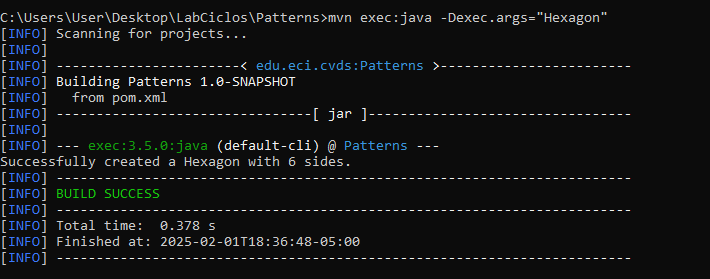 C:\Users\User\Desktop\LabCiclos\Patterns>mvn exec:java -Dexec.args="Hexagon"
[INFO] Scanning for projects...
[INFO]
[INFO] -----------------------< edu.eci.cvds:Patterns >------------------------
[INFO] Building Patterns 1.0-SNAPSHOT
[INFO]   from pom.xml
[INFO] --------------------------------[ jar ]---------------------------------
[INFO]
[INFO] --- exec:3.5.0:java (default-cli) @ Patterns ---
Successfully created a Hexagon with 6 sides.
[INFO] ------------------------------------------------------------------------
[INFO] BUILD SUCCESS
[INFO] ------------------------------------------------------------------------
[INFO] Total time:  0.378 s
[INFO] Finished at: 2025-02-01T18:36:48-05:00
[INFO] ------------------------------------------------------------------------